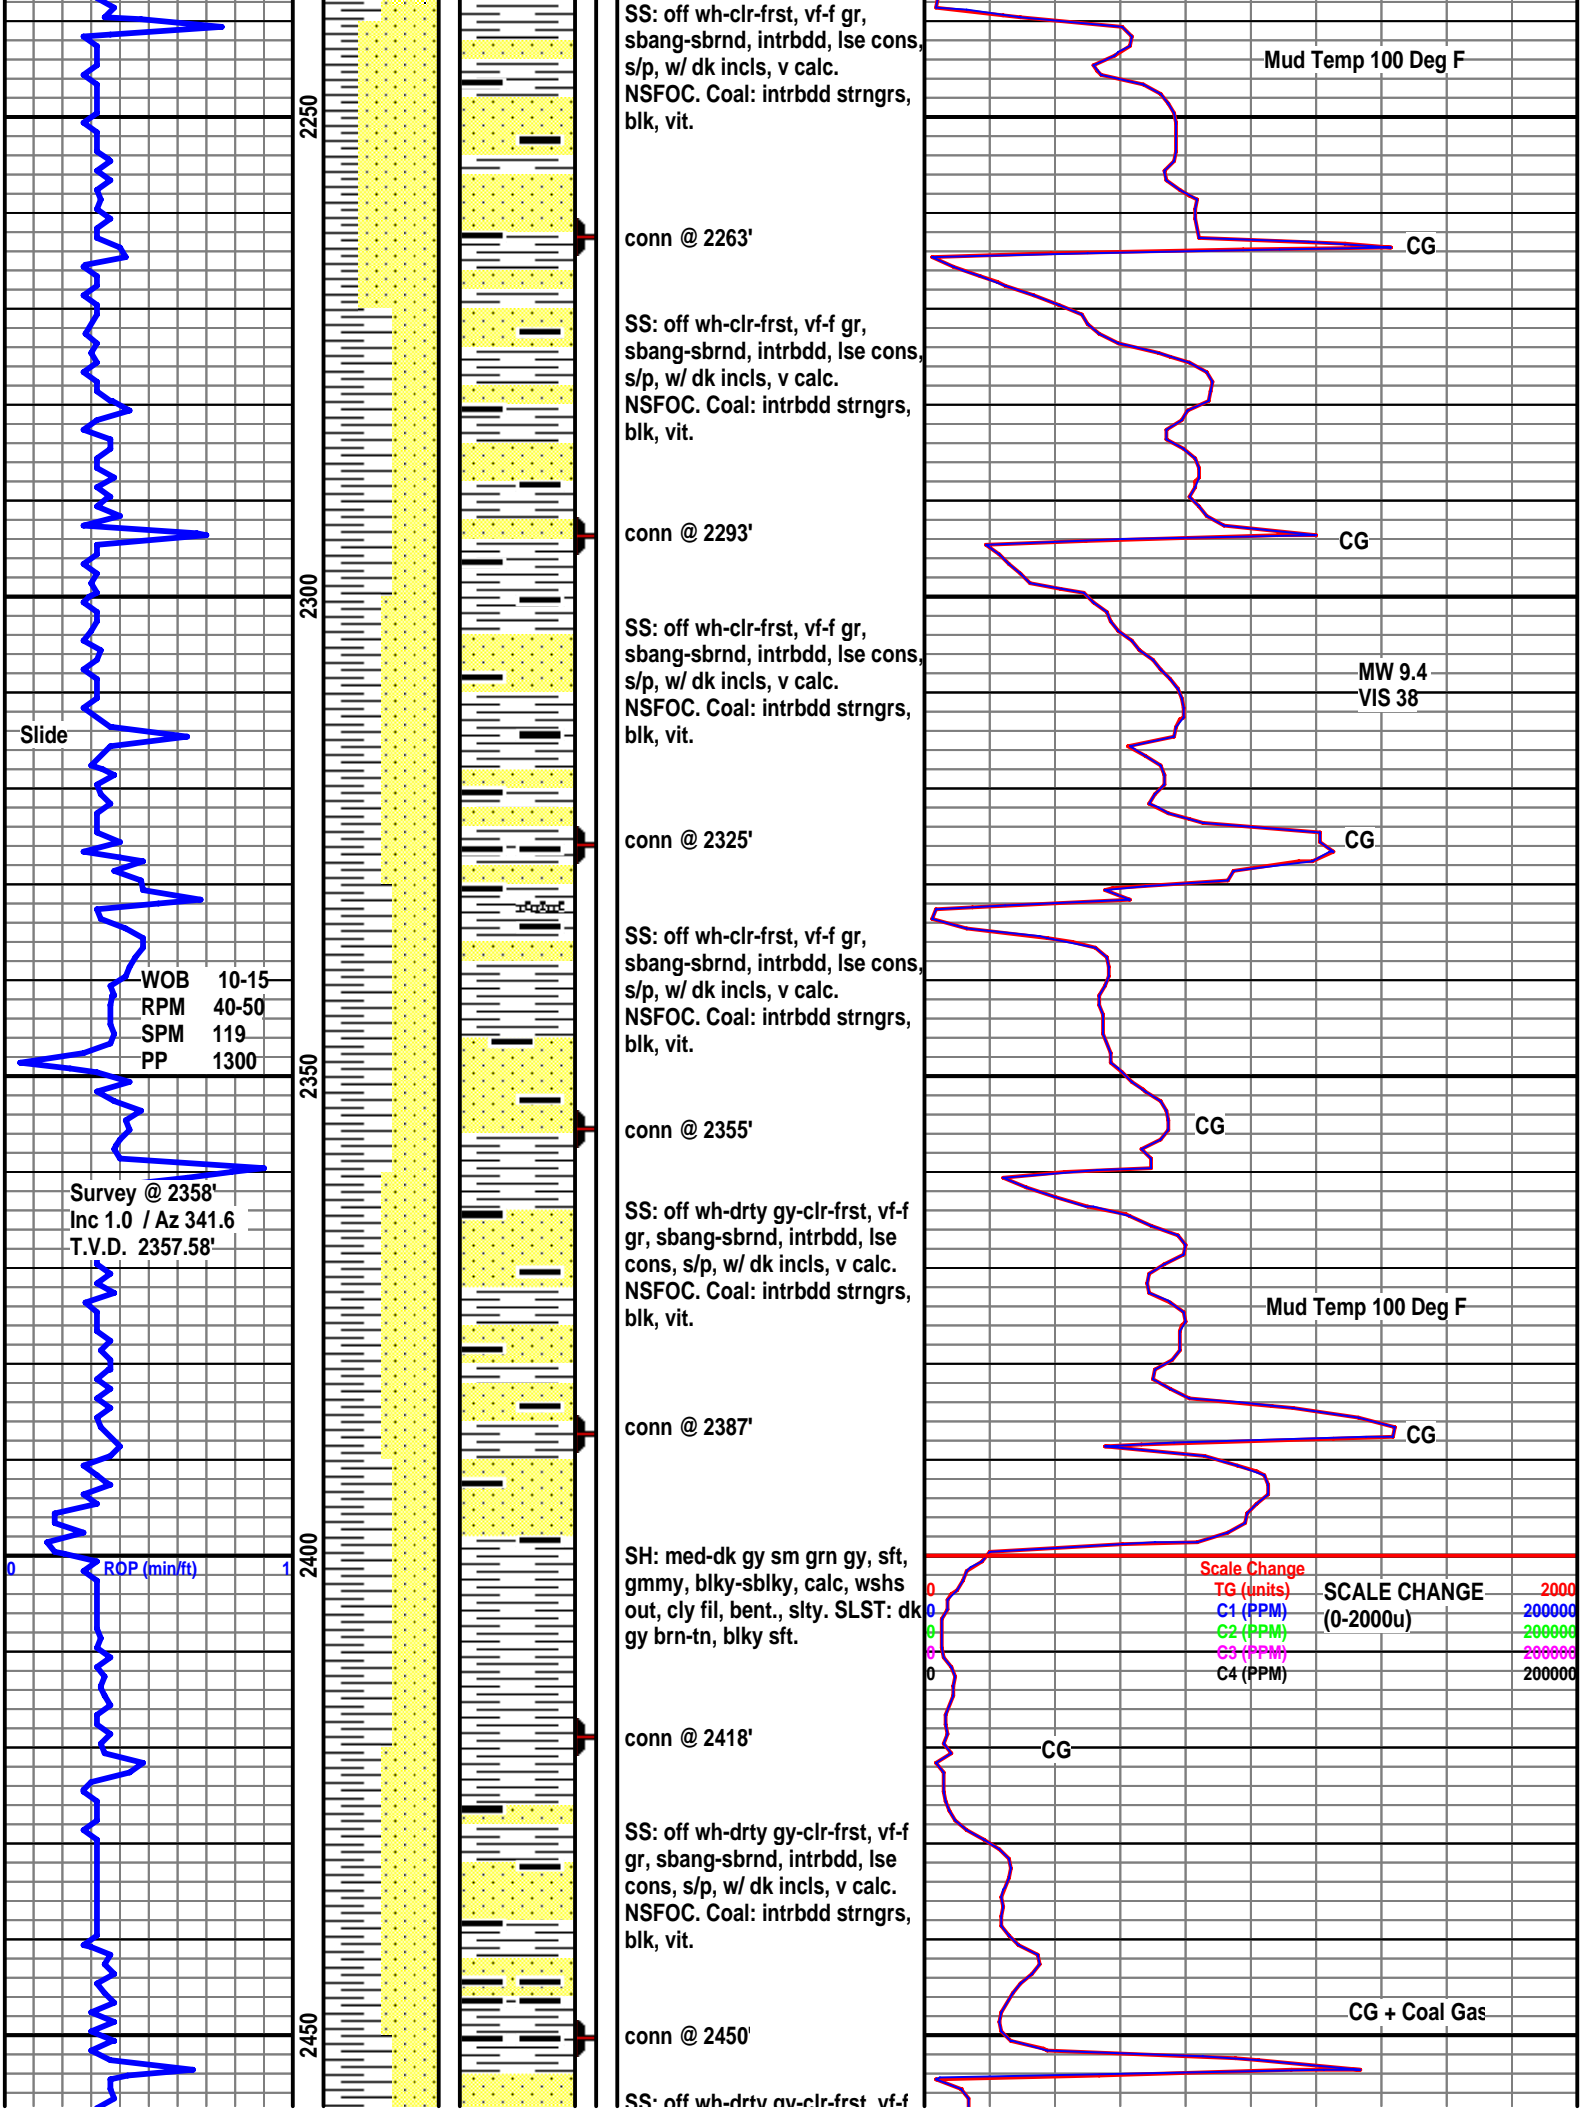 SS: off wh-clr-frst, vf-f gr,
sbang-sbrnd, intrbdd, lse cons,
s/p, w/ dk incls, v calc.
NSFOC. Coal: intrbdd strngrs,
blk, vit.
Mud Temp 100 Deg F
2250
conn @ 2263'
CG
SS: off wh-clr-frst, vf-f gr,
sbang-sbrnd, intrbdd, lse cons,
s/p, w/ dk incls, v calc.
NSFOC. Coal: intrbdd strngrs,
blk, vit.
conn @ 2293'
CG
2300
SS: off wh-clr-frst, vf-f gr,
sbang-sbrnd, intrbdd, lse cons,
s/p, w/ dk incls, v calc.
NSFOC. Coal: intrbdd strngrs,
blk, vit.
MW 9.4
VIS 38
Slide
conn @ 2325'
CG
SS: off wh-clr-frst, vf-f gr,
sbang-sbrnd, intrbdd, lse cons,
s/p, w/ dk incls, v calc.
NSFOC. Coal: intrbdd strngrs,
blk, vit.
WOB 10-15
RPM 40-50
SPM 119
PP 1300
2350
conn @ 2355'
CG
Survey @ 2358'
Inc 1.0 / Az 341.6
T.V.D. 2357.58'
SS: off wh-drty gy-clr-frst, vf-f
gr, sbang-sbrnd, intrbdd, lse
cons, s/p, w/ dk incls, v calc.
NSFOC. Coal: intrbdd strngrs,
blk, vit.
Mud Temp 100 Deg F
conn @ 2387'
CG
2400
0 ROP (min/ft) 1
SH: med-dk gy sm grn gy, sft,
gmmy, blky-sblky, calc, wshs
out, cly fil, bent., slty. SLST: dk
gy brn-tn, blky sft.
Scale Change
0 TG (units) 2000
0 C1 (PPM) 200000
0 C2 (PPM) 200000
0 C3 (PPM) 200000
0 C4 (PPM) 200000
SCALE CHANGE
(0-2000u)
conn @ 2418'
CG
SS: off wh-drty gy-clr-frst, vf-f
gr, sbang-sbrnd, intrbdd, lse
cons, s/p, w/ dk incls, v calc.
NSFOC. Coal: intrbdd strngrs,
blk, vit.
CG + Coal Gas
2450
conn @ 2450'
SS: off wh-drty gy-clr-frst, vf-f